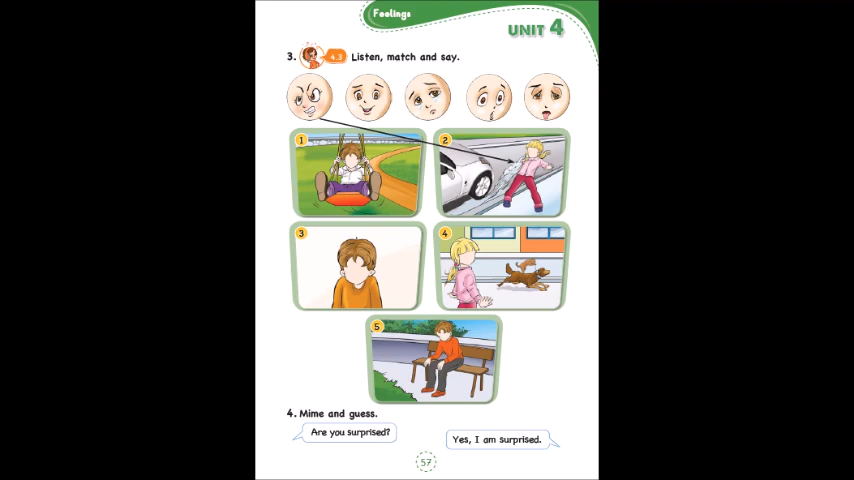 Feelings
UNIT 4
3. 4.3 Listen, match and say.
1
2
3
4
5
4. Mime and guess.
Are you surprised?
Yes, I am surprised.
57